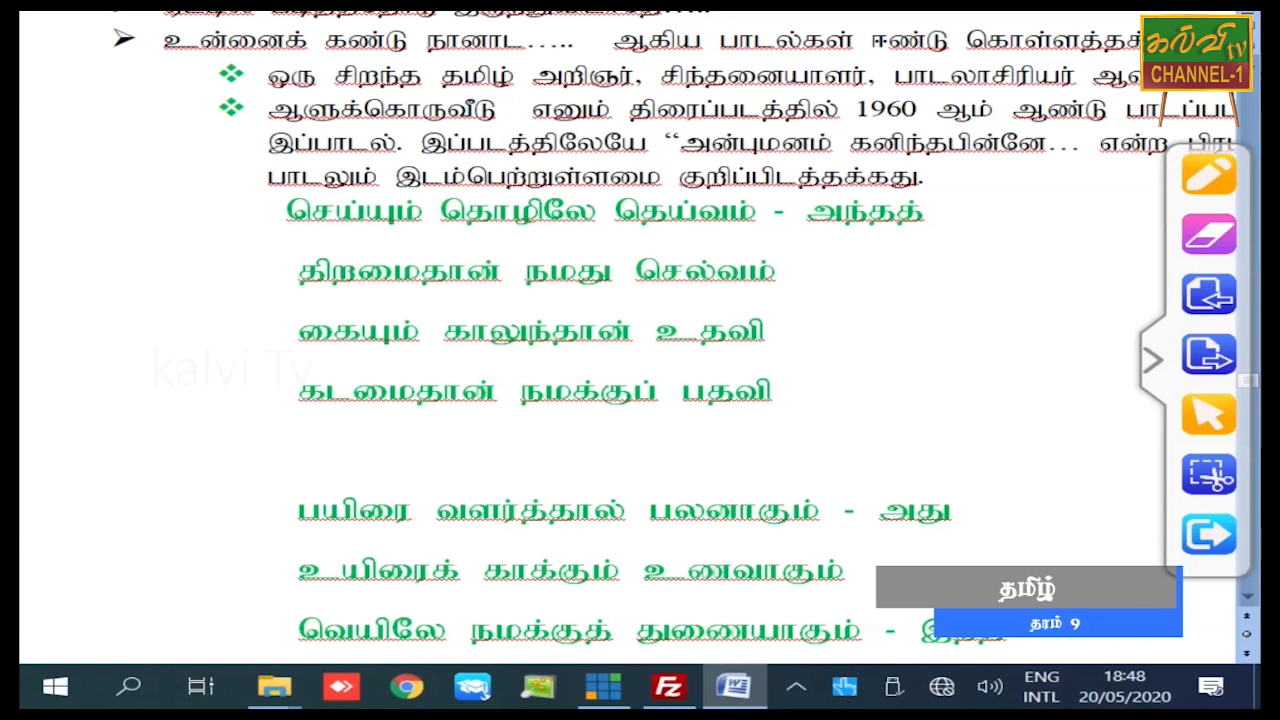 உன்னைக் கண்டு நானாட..... ஆகிய பாடல்கள் ஈண்டு
கல்வி tv
CHANNEL-1
ஒரு சிறந்த தமிழ் அறிஞர், சிந்தனையாளர், பாடலாசிரியர்
ஆளுக்கொருவீடு எனும் திரைப்படத்தில் 1960 ஆம் ஆண்டு
இப்பாடல். இப்படத்திலேயே “அன்புமனம் கனிந்தபின்னே... என்ற
பாடலும் இடம்பெற்றுள்ளமை குறிப்பிடத்தக்கது.
செய்யும் தொழிலே தெய்வம் - அந்தத்
திறமைதான் நமது செல்வம்
கையும் காலுந்தான் உதவி
kalvi Tv
கடமைதான் நமக்குப் பதவி
பயிரை வளர்த்தால் பலனாகும் - அது
உயிரைக் காக்கும் உணவாகும்
வெயிலே நமக்குத் துணையாகும் -
தமிழ்
தரம் 9
ENG
INTL
18:48
20/05/2020